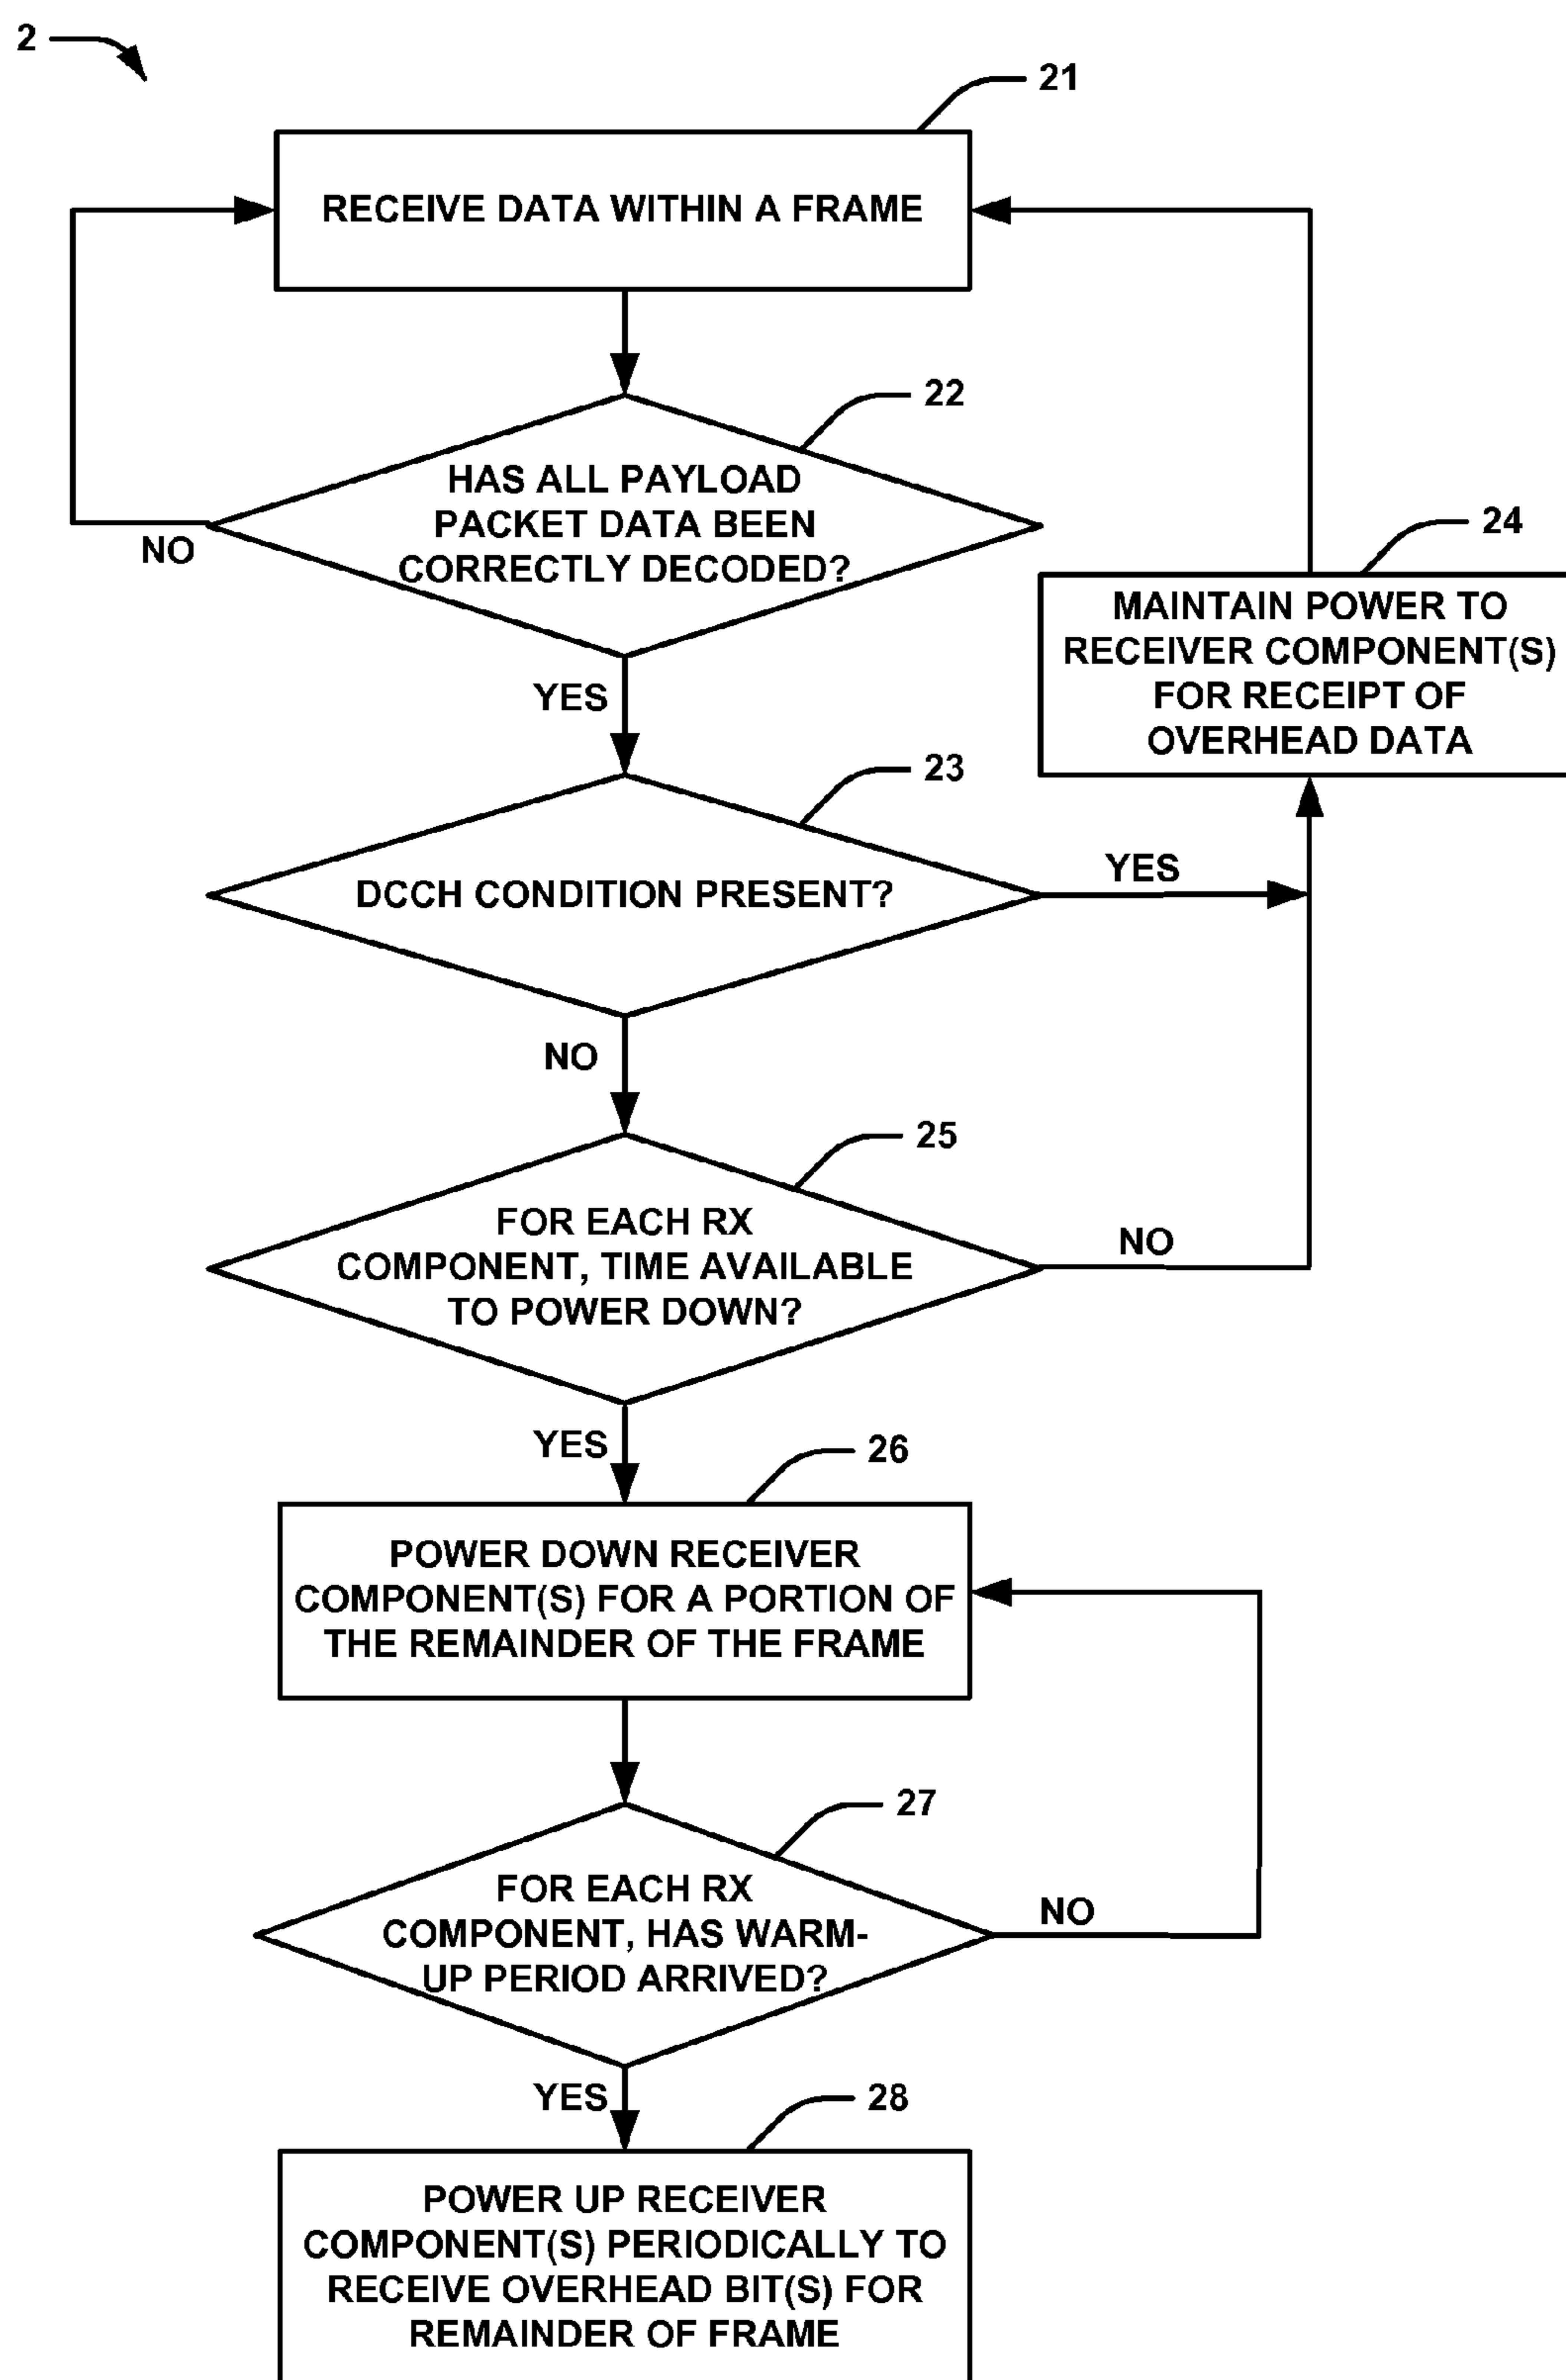 2
21
RECEIVE DATA WITHIN A FRAME
22
HAS ALL PAYLOAD
PACKET DATA BEEN
CORRECTLY DECODED?
NO
24
MAINTAIN POWER TO
RECEIVER COMPONENT(S)
FOR RECEIPT OF
OVERHEAD DATA
YES
23
DCCH CONDITION PRESENT?
YES
NO
25
FOR EACH RX
COMPONENT, TIME AVAILABLE
TO POWER DOWN?
NO
YES
26
POWER DOWN RECEIVER
COMPONENT(S) FOR A PORTION OF
THE REMAINDER OF THE FRAME
27
FOR EACH RX
COMPONENT, HAS WARM-
UP PERIOD ARRIVED?
NO
YES
28
POWER UP RECEIVER
COMPONENT(S) PERIODICALLY TO
RECEIVE OVERHEAD BIT(S) FOR
REMAINDER OF FRAME